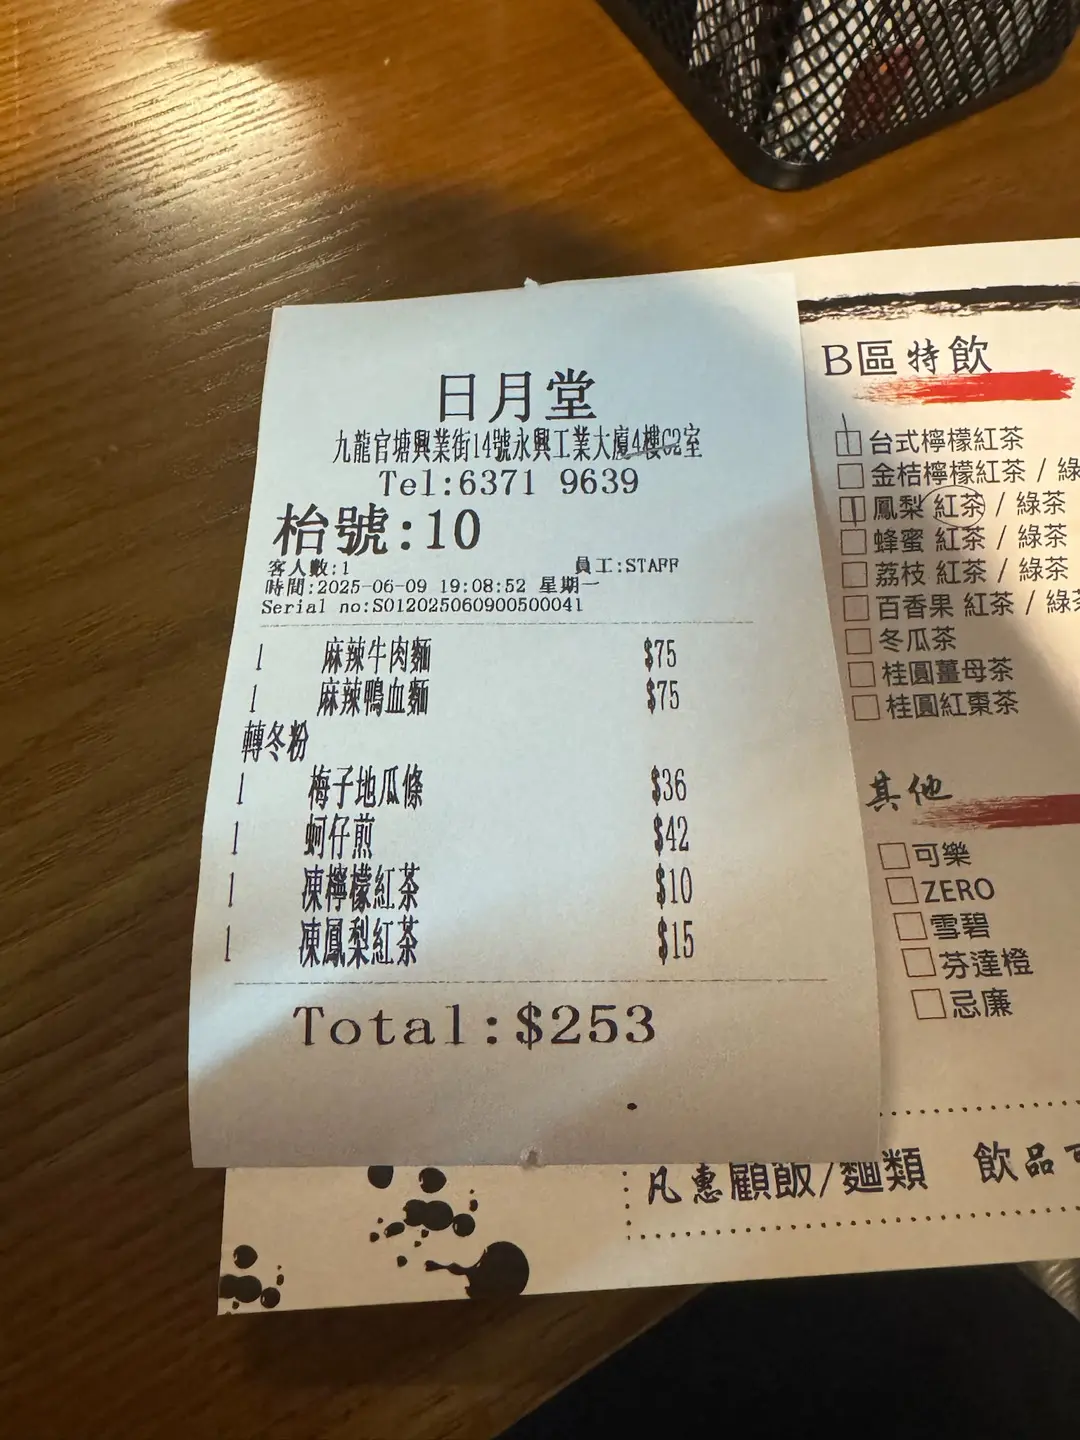 日月堂
九龍官塘興業街14號永興工業大廈4樓G2室
Tel:6371 9639
枱號:10
客人數:1 員工:STAFF
時間:2025-06-09 19:08:52 星期一
Serial no:S012025060900500041
1 麻辣牛肉麵 $75
1 麻辣鴨血麵 $75
轉冬粉
1 梅子地瓜條 $36
1 蚵仔煎 $42
1 凍檸檬紅茶 $10
1 凍鳳梨紅茶 $15
Total:$253
B區特飲
台式檸檬紅茶
金桔檸檬紅茶 / 綠
鳳梨 紅茶 / 綠茶
蜂蜜 紅茶 / 綠茶
荔枝 紅茶 / 綠茶
百香果 紅茶 / 綠茶
冬瓜茶
桂圓薑母茶
桂圓紅棗茶
其他
可樂
ZERO
雪碧
芬達橙
忌廉
凡惠顧飯/麵類 飲品可